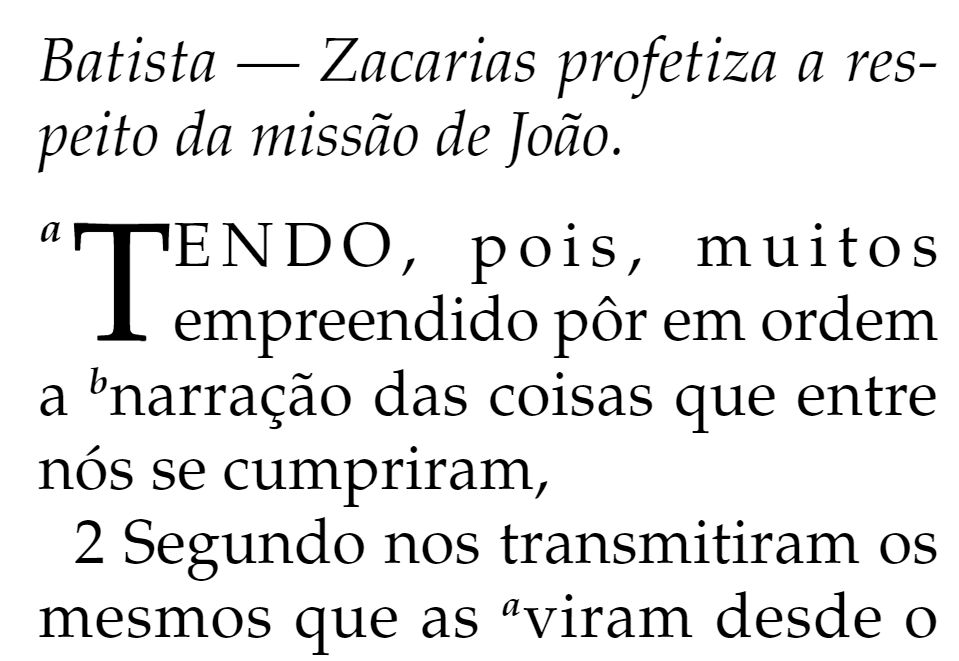 Batista — Zacarias profetiza a res-
peito da missão de João.
a TENDO, pois, muitos
empreendido pôr em ordem
a bnarração das coisas que entre
nós se cumpriram,
2 Segundo nos transmitiram os
mesmos que as aviram desde o